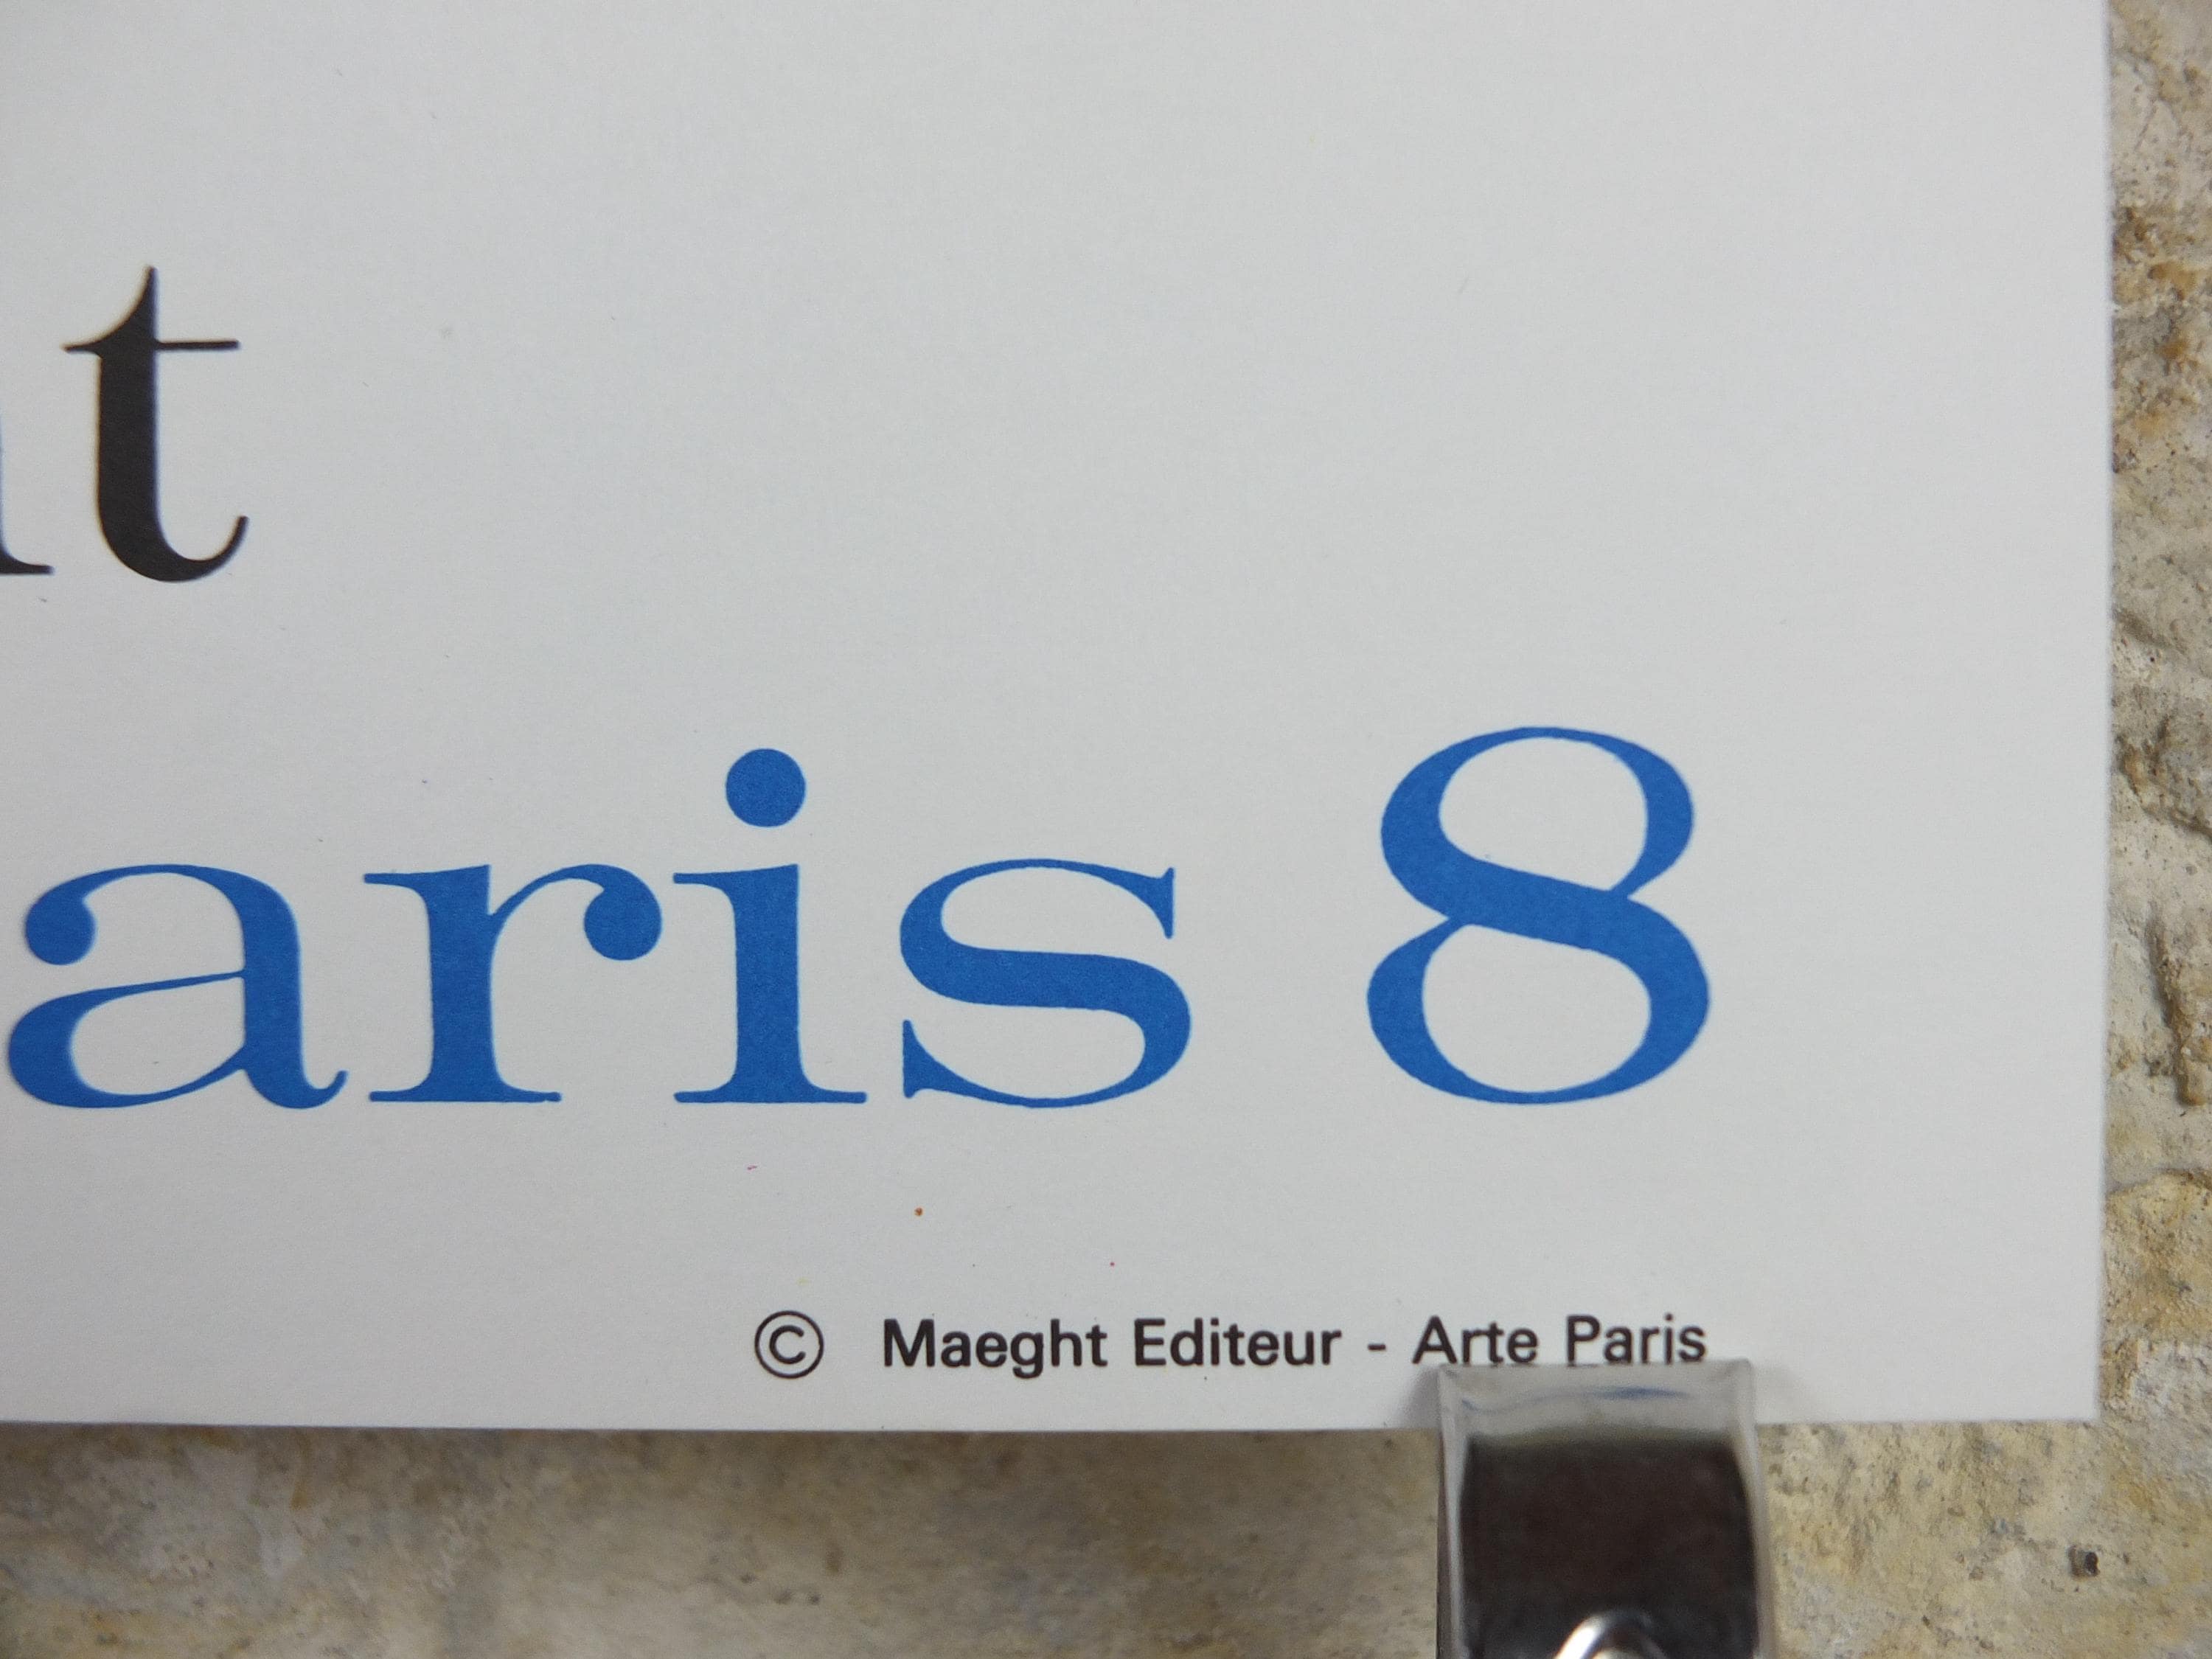 t
aris 8
© Maeght Editeur - Arte Paris